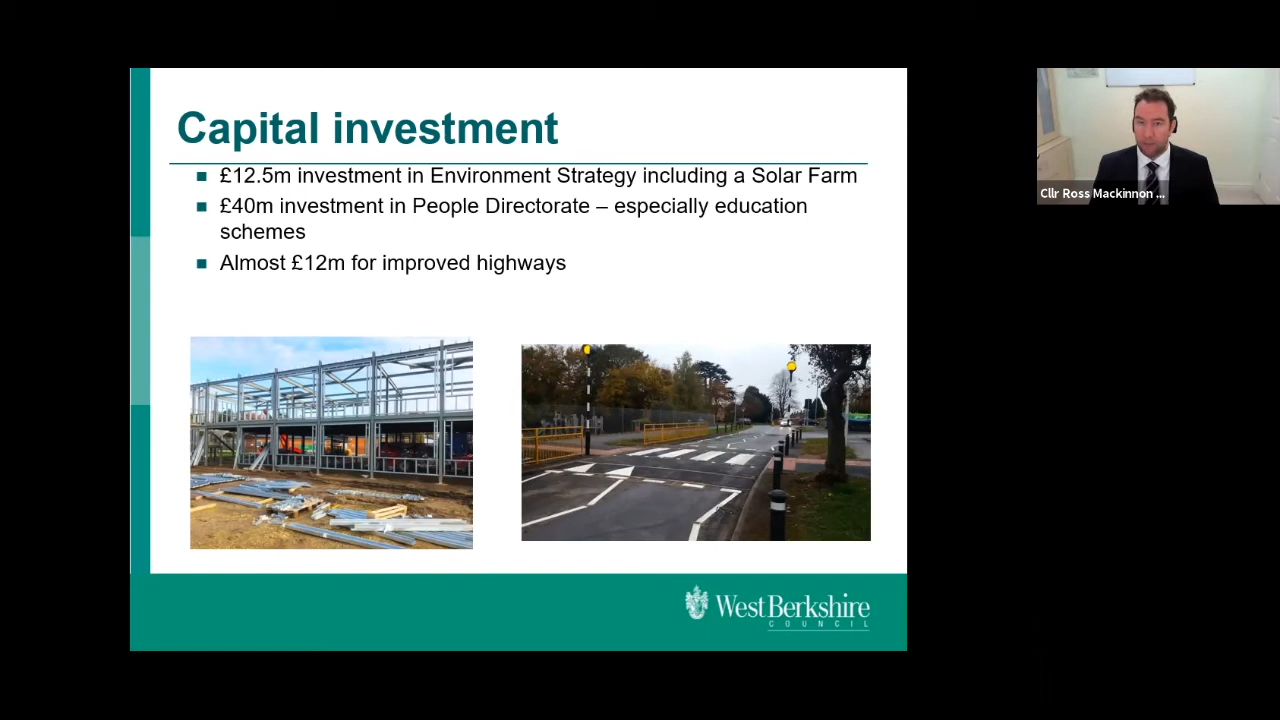 Capital investment
£12.5m investment in Environment Strategy including a Solar Farm
£40m investment in People Directorate – especially education
schemes
Almost £12m for improved highways
Cllr Ross Mackinnon ...
West Berkshire
COUNCIL